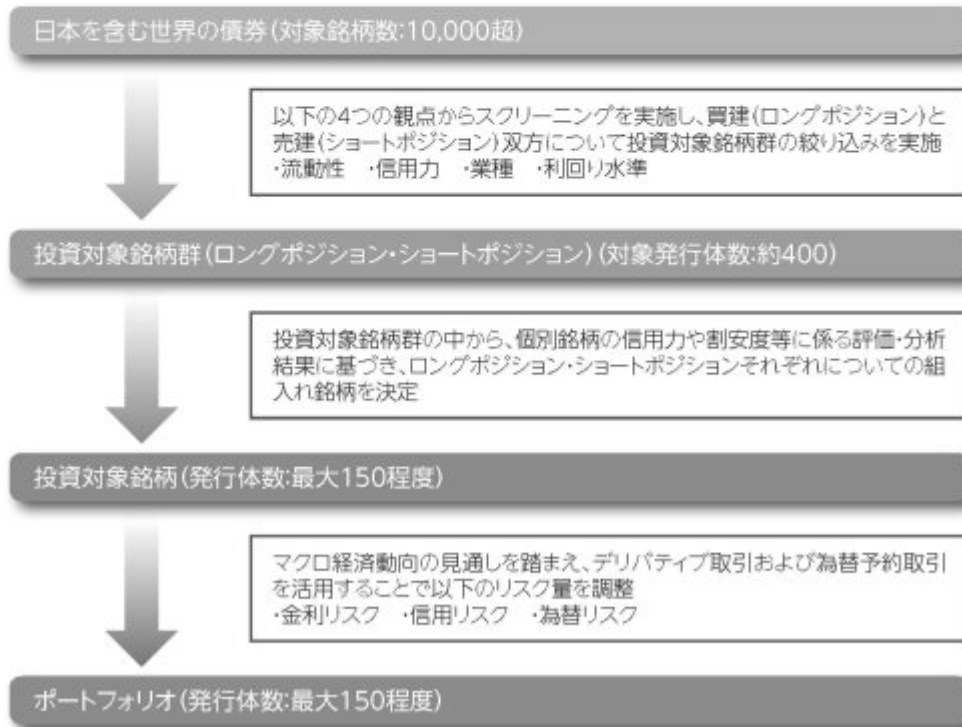 日本を含む世界の債券(対象銘柄数:10,000超)
以下の4つの観点からスクリーニングを実施し、買建(ロングポジション)と
売建(ショートポジション)双方について投資対象銘柄群の絞り込みを実施
・流動性　・信用力　・業種　・利回り水準
投資対象銘柄群(ロングポジション・ショートポジション)(対象発行体数:約400)
投資対象銘柄群の中から、個別銘柄の信用力や割安度等に係る評価・分析
結果に基づき、ロングポジション・ショートポジションそれぞれについての組
入れ銘柄を決定
投資対象銘柄(発行体数:最大150程度)
マクロ経済動向の見通しを踏まえ、デリバティブ取引および為替予約取引
を活用することで以下のリスク量を調整
・金利リスク　・信用リスク　・為替リスク
ポートフォリオ(発行体数:最大150程度)